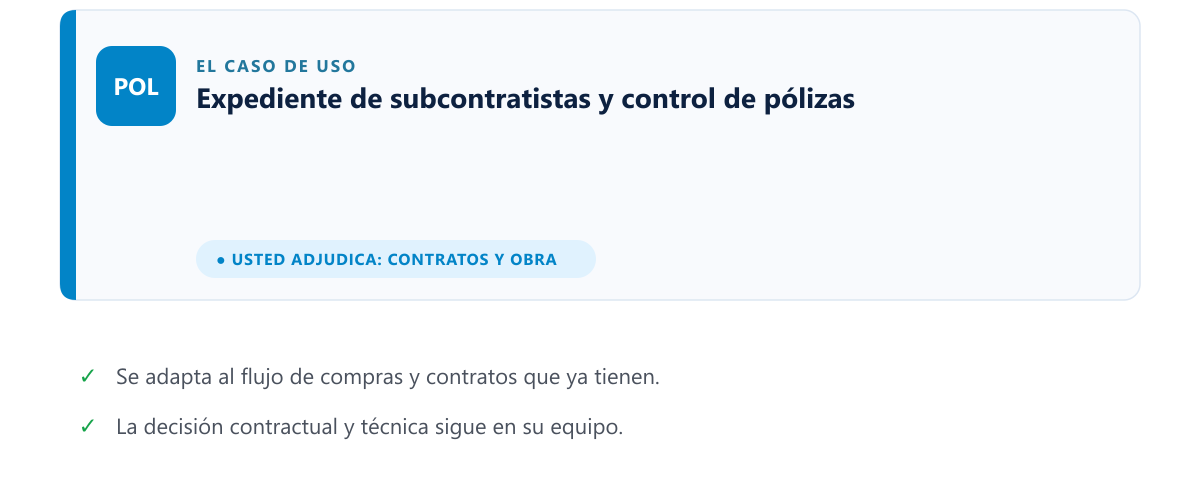 POL
EL CASO DE USO
Expediente de subcontratistas y control de pólizas
● USTED ADJUDICA: CONTRATOS Y OBRA
✓ Se adapta al flujo de compras y contratos que ya tienen.
✓ La decisión contractual y técnica sigue en su equipo.